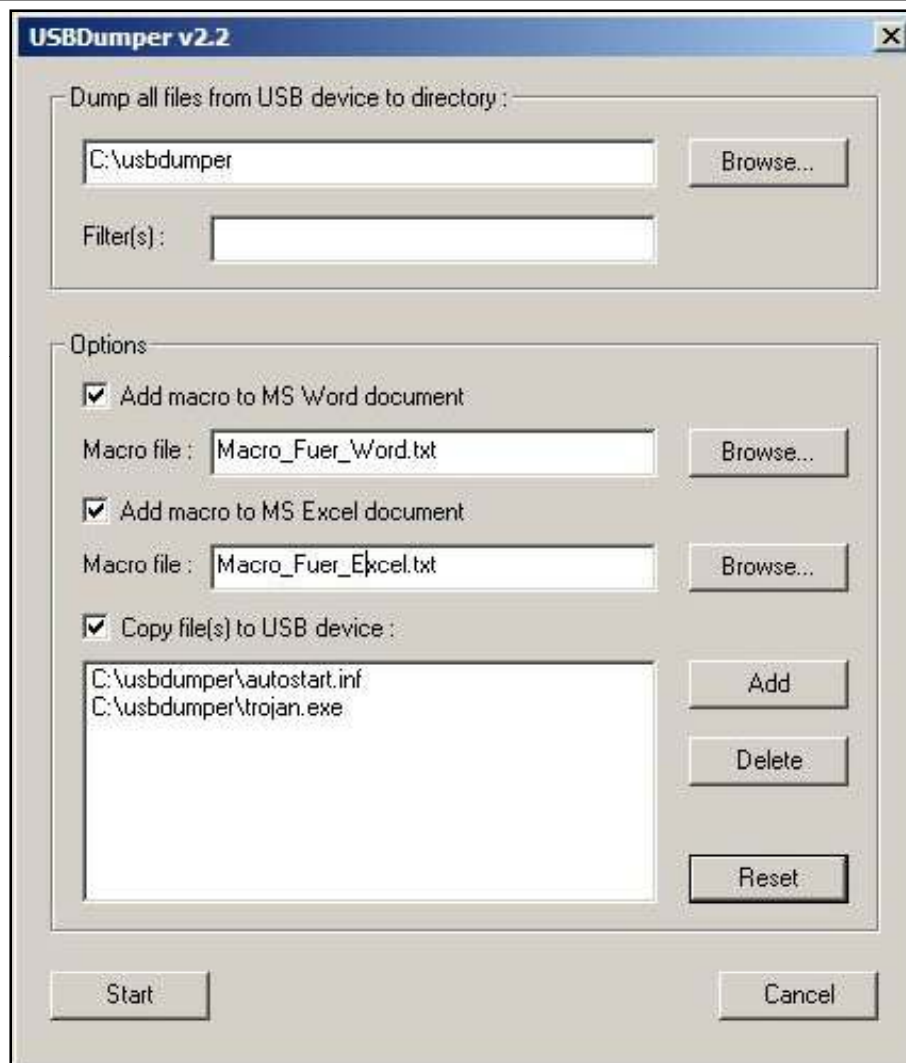 USBDumper v2.2
Dump all files from USB device to directory :
C:\usbdumper
Browse...
Filter(s) :
Options
Add macro to MS Word document
Macro file :
Macro_Fuer_Word.txt
Browse...
Add macro to MS Excel document
Macro file :
Macro_Fuer_Excel.txt
Browse...
Copy file(s) to USB device :
C:\usbdumper\autostart.inf
C:\usbdumper\trojan.exe
Add
Delete
Reset
Start
Cancel